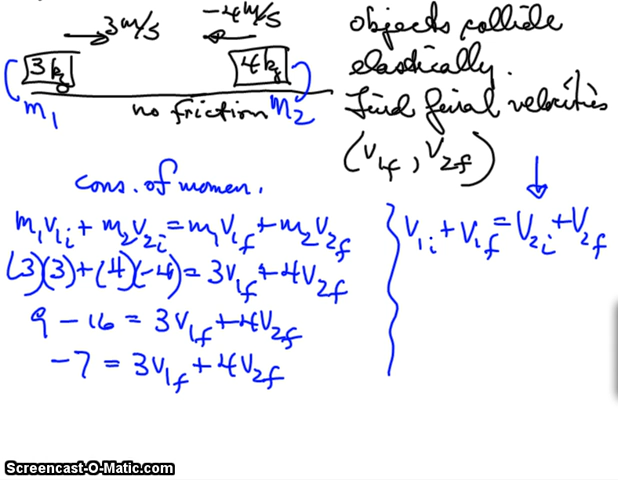 3m/s
-4m/s
3kg
4kg
m1
no friction
m2
objects collide
elastically.
find final velocities
(V1f, V2f)
cons. of momen.
m1V1i + m2V2i = m1V1f + m2V2f
(3)(3) + (4)(-4) = 3V1f + 4V2f
9 - 16 = 3V1f + 4V2f
-7 = 3V1f + 4V2f
V1i + V1f = V2i + V2f
Screencast-O-Matic.com